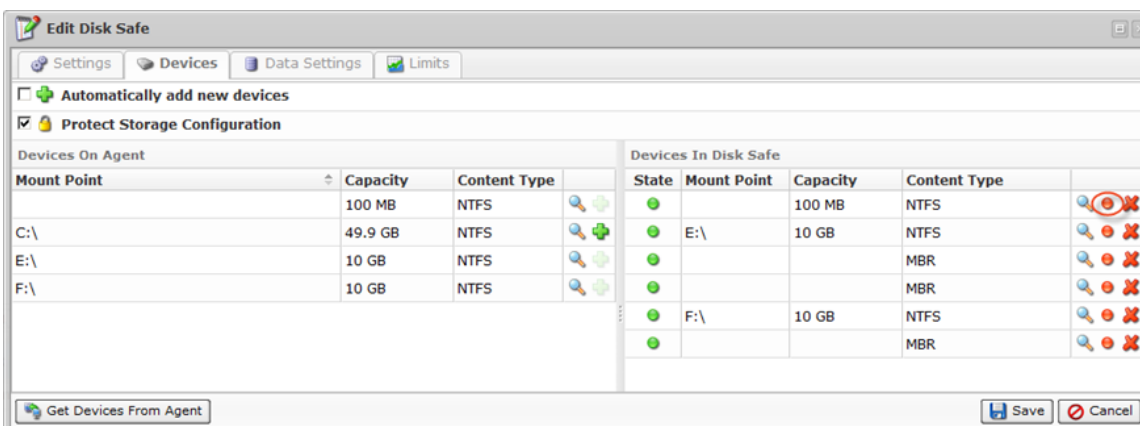 Edit Disk Safe
Settings Devices Data Settings Limits
Automatically add new devices
Protect Storage Configuration
Devices On Agent
Mount Point Capacity Content Type
100 MB NTFS
C:\ 49.9 GB NTFS
E:\ 10 GB NTFS
F:\ 10 GB NTFS
Devices In Disk Safe
State Mount Point Capacity Content Type
100 MB NTFS
E:\ 10 GB NTFS
MBR
MBR
F:\ 10 GB NTFS
MBR
Get Devices From Agent Save Cancel